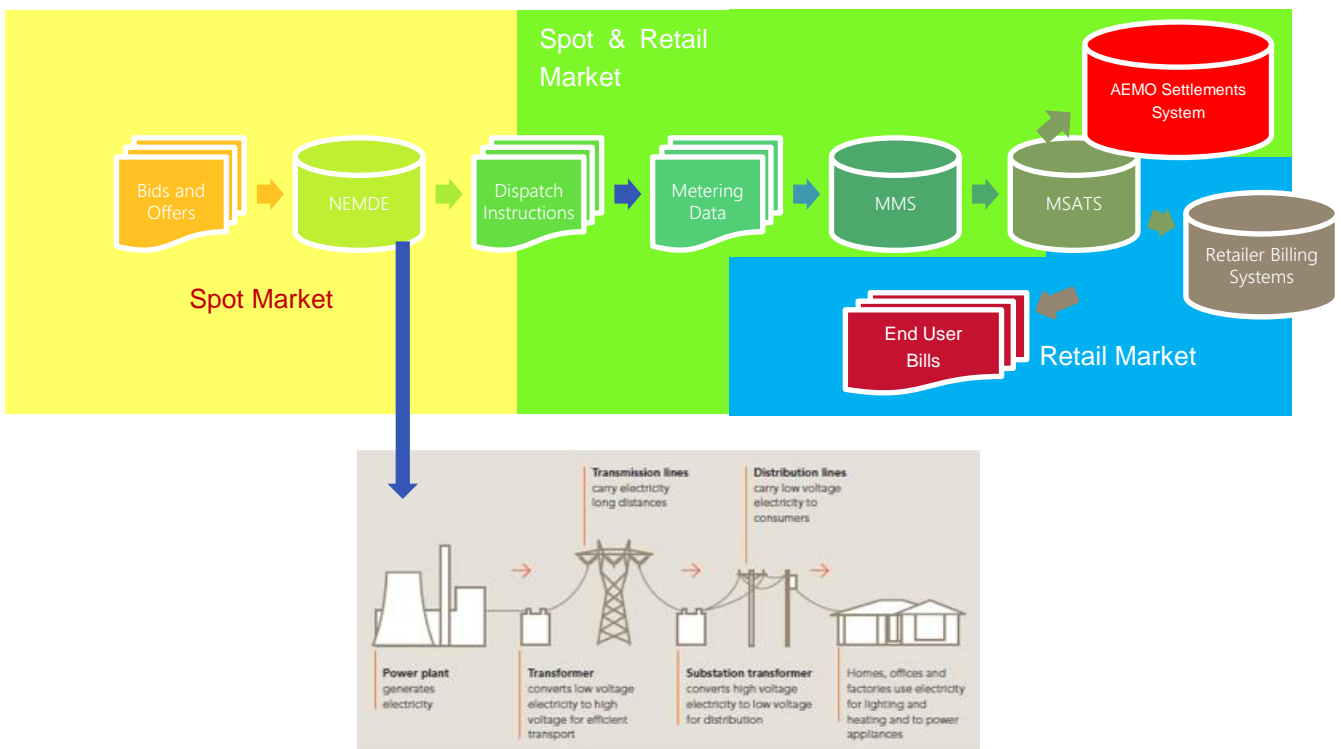 Spot & Retail
Market
AEMO Settlements
System
Bids and
Offers
NEMDE
Dispatch
Instructions
Metering
Data
MMS
MSATS
Retailer Billing
Systems
Spot Market
End User
Bills
Retail Market
Transmission lines
carry electricity
long distances
Distribution lines
carry low voltage
electricity to
consumers
Power plant
generates
electricity
Transformer
converts low voltage
electricity to high
voltage for efficient
transport
Substation transformer
converts high voltage
electricity to low voltage
for distribution
Homes, offices and
factories use electricity
for lighting and
heating and to power
appliances